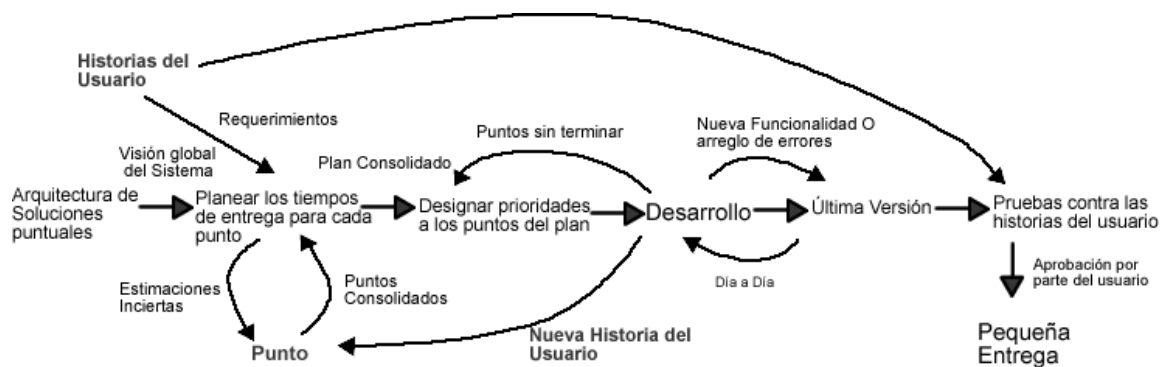 Historias del
Usuario
Requerimientos
Visión global
del Sistema
Arquitectura de
Soluciones
puntuales
Planear los tiempos
de entrega para cada
punto
Plan Consolidado
Puntos sin terminar
Designar prioridades
a los puntos del plan
Nueva Funcionalidad O
arreglo de errores
Desarrollo
Última Versión
Pruebas contra las
historias del usuario
Estimaciones
Inciertas
Puntos
Consolidados
Día a Día
Aprobación por
parte del usuario
Punto
Nueva Historia del
Usuario
Pequeña
Entrega